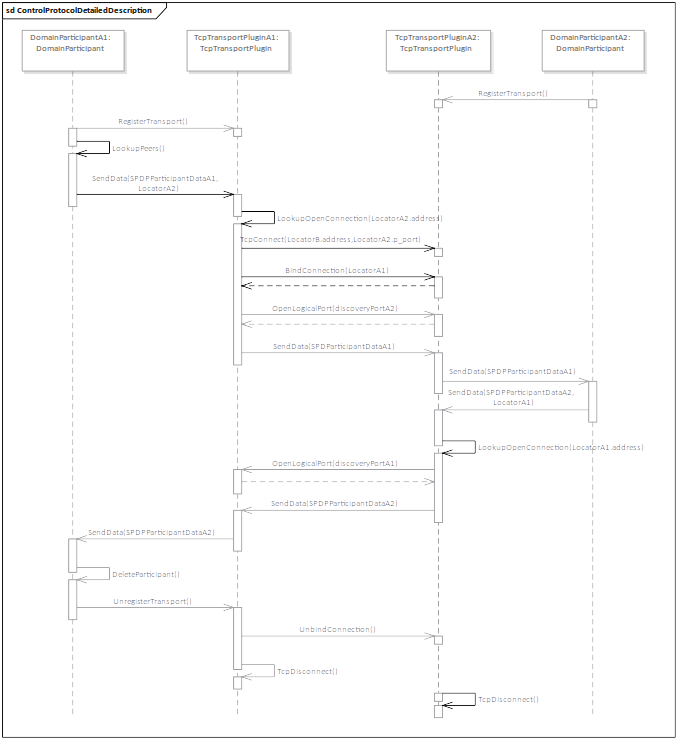 sd ControlProtocolDetailedDescription
DomainParticipantA1:
DomainParticipant
TcpTransportPluginA1:
TcpTransportPlugin
TcpTransportPluginA2:
TcpTransportPlugin
DomainParticipantA2:
DomainParticipant
RegisterTransport()
RegisterTransport()
LookupPeers()
SendData(SPDPParticipantDataA1,
LocatorA2)
LookupOpenConnection(LocatorA2.address)
TcpConnect(LocatorB.address,LocatorA2.p_port)
BindConnection(LocatorA1)
OpenLogicalPort(discoveryPortA2)
SendData(SPDPParticipantDataA1)
SendData(SPDPParticipantDataA1)
SendData(SPDPParticipantDataA2,
LocatorA1)
LookupOpenConnection(LocatorA1.address)
OpenLogicalPort(discoveryPortA1)
SendData(SPDPParticipantDataA2)
SendData(SPDPParticipantDataA2)
DeleteParticipant()
UnregisterTransport()
UnbindConnection()
TcpDisconnect()
TcpDisconnect()